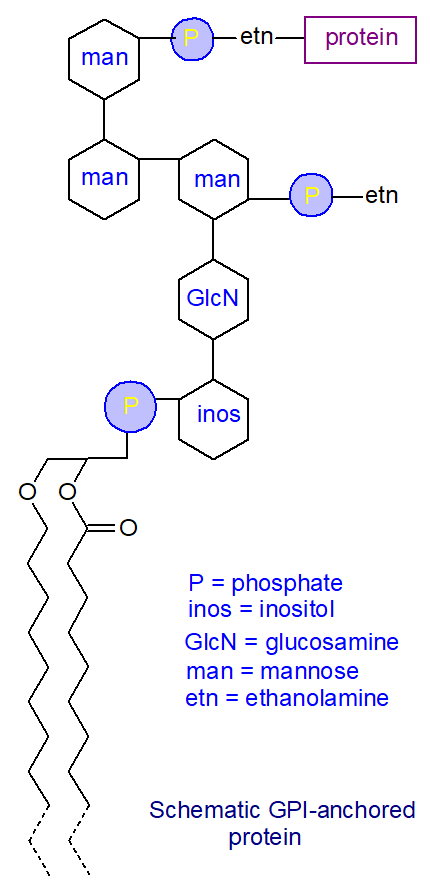 man P etn protein
man man P etn
GlcN
P inos
O O
O
P = phosphate
inos = inositol
GlcN = glucosamine
man = mannose
etn = ethanolamine
Schematic GPI-anchored
protein